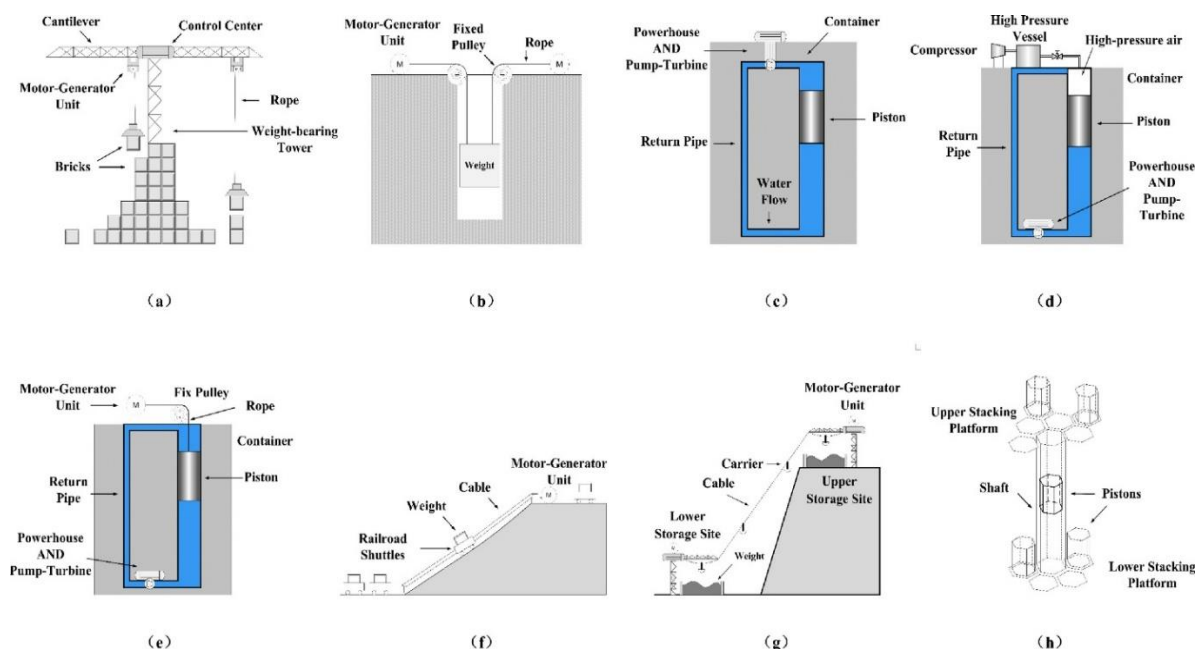 Cantilever
Control Center
Motor-Generator
Unit
Rope
Weight-bearing
Tower
Bricks
(a)
Motor-Generator
Unit
Fixed
Pulley
Rope
M
M
Weight
(b)
Powerhouse
AND
Pump-Turbine
Container
Piston
Return Pipe
Water
Flow
(c)
High Pressure
Vessel
Compressor
High-pressure air
Container
Piston
Return
Pipe
Powerhouse
AND
Pump-
Turbine
(d)
Motor-Generator
Unit
M
Fix Pulley
Rope
Container
Return
Pipe
Piston
Powerhouse
AND
Pump-Turbine
(e)
Motor-Generator
Unit
M
Cable
Weight
Railroad
Shuttles
(f)
Motor-Generator
Unit
Carrier
Cable
Upper
Storage Site
Lower
Storage Site
Weight
(g)
Upper Stacking
Platform
Shaft
Pistons
Lower Stacking
Platform
(h)